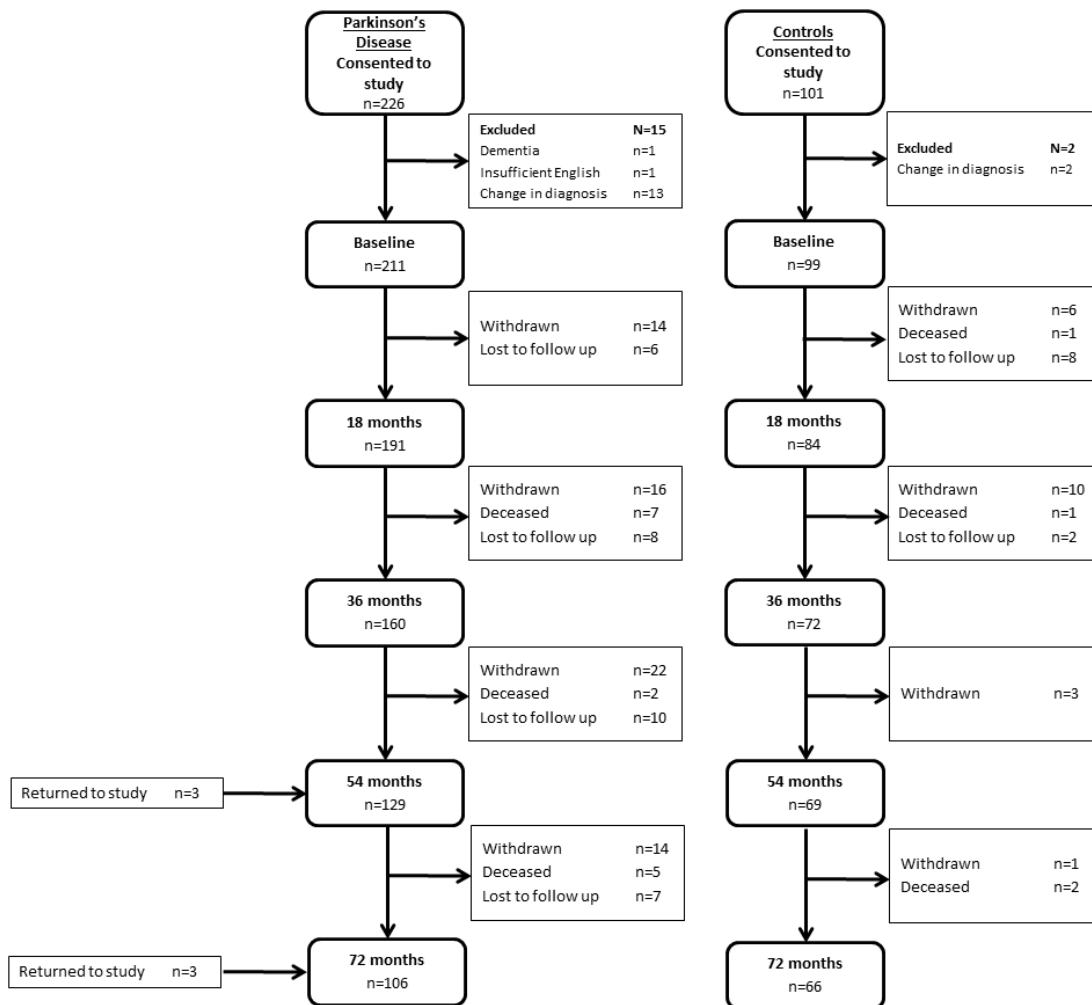 Parkinson's
Disease
Consented to
study
n=226
Excluded N=15
Dementia n=1
Insufficient English n=1
Change in diagnosis n=13
Baseline
n=211
Withdrawn n=14
Lost to follow up n=6
18 months
n=191
Withdrawn n=16
Deceased n=7
Lost to follow up n=8
36 months
n=160
Withdrawn n=22
Deceased n=2
Lost to follow up n=10
Returned to study n=3
54 months
n=129
Withdrawn n=14
Deceased n=5
Lost to follow up n=7
Returned to study n=3
72 months
n=106
Controls
Consented to
study
n=101
Excluded N=2
Change in diagnosis n=2
Baseline
n=99
Withdrawn n=6
Deceased n=1
Lost to follow up n=8
18 months
n=84
Withdrawn n=10
Deceased n=1
Lost to follow up n=2
36 months
n=72
Withdrawn n=3
54 months
n=69
Withdrawn n=1
Deceased n=2
72 months
n=66